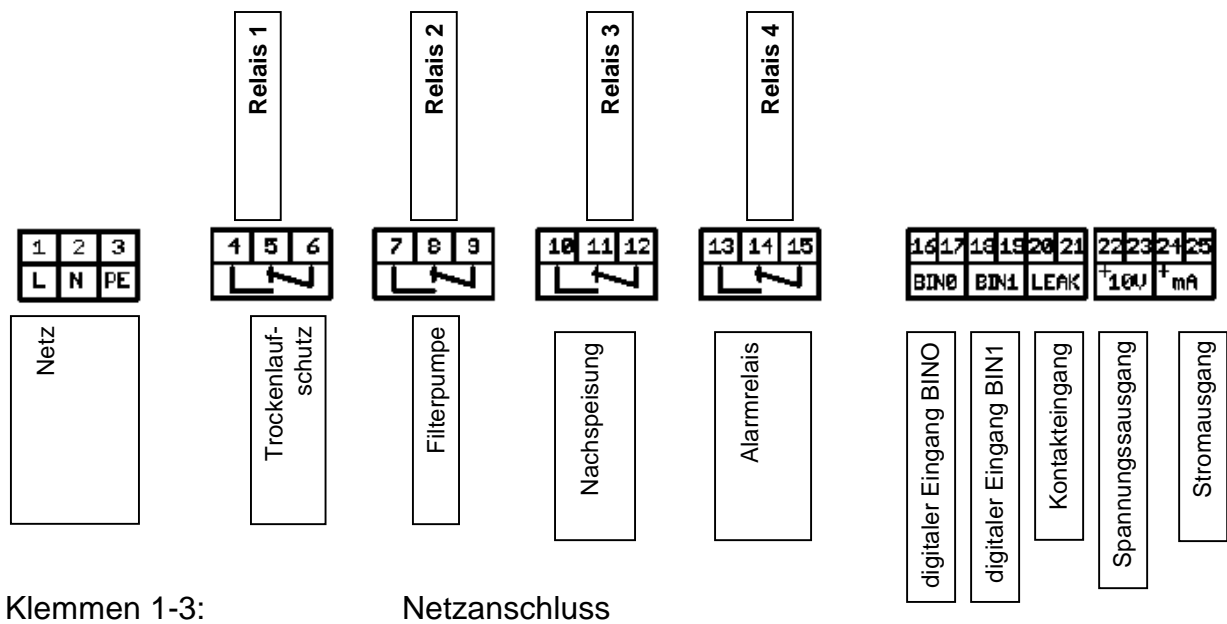 Relais 1
Relais 2
Relais 3
Relais 4
1 2 3
L N PE
4 5 6
7 8 9
10 11 12
13 14 15
16 17 18 19 20 21
BIN0 BIN1 LEAK
22 23 24 25
+10V +mA
Netz
Trockenlauf-
schutz
Filterpumpe
Nachspeisung
Alarmrelais
digitaler Eingang BINO
digitaler Eingang BIN1
Kontakteingang
Spannungssausgang
Stromausgang
Klemmen 1-3: Netzanschluss